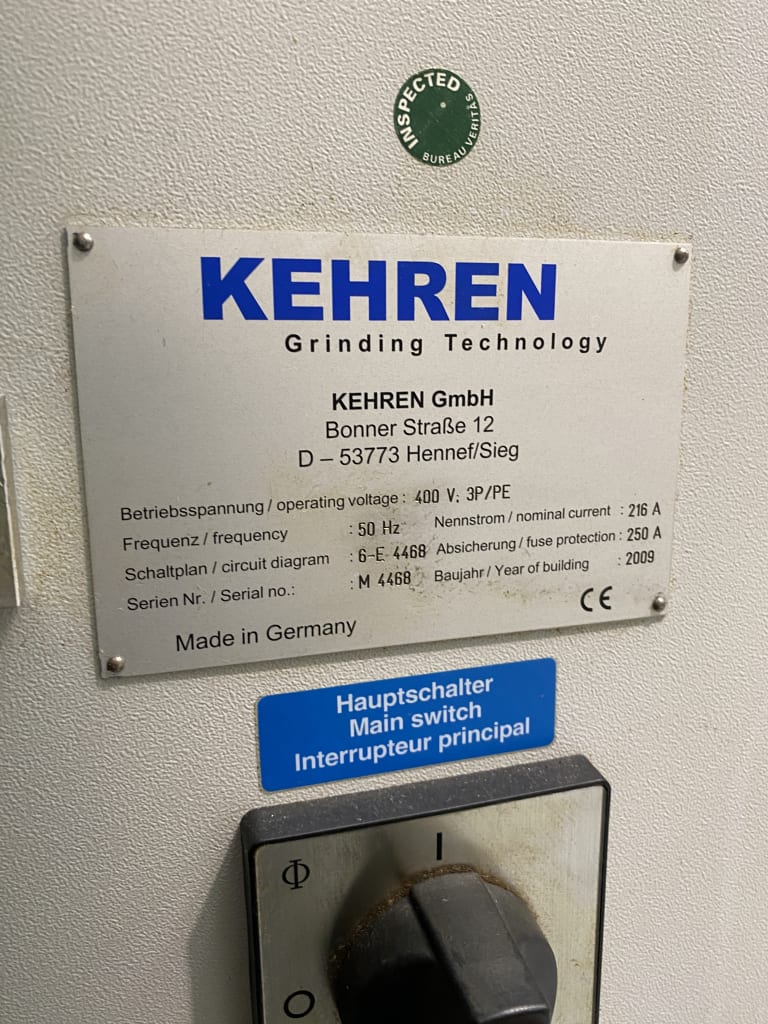 INSPECTED
BUREAU VERITAS
KEHREN
Grinding Technology
KEHREN GmbH
Bonner Straße 12
D – 53773 Hennef/Sieg
Betriebsspannung / operating voltage : 400 V; 3P/PE
Frequenz / frequency : 50 Hz Nennstrom / nominal current : 216 A
Schaltplan / circuit diagram : 6-E 4468 Absicherung / fuse protection : 250 A
Serien Nr. / Serial no.: : M 4468 Baujahr / Year of building : 2009
CE
Made in Germany
Hauptschalter
Main switch
Interrupteur principal
I
Φ
O